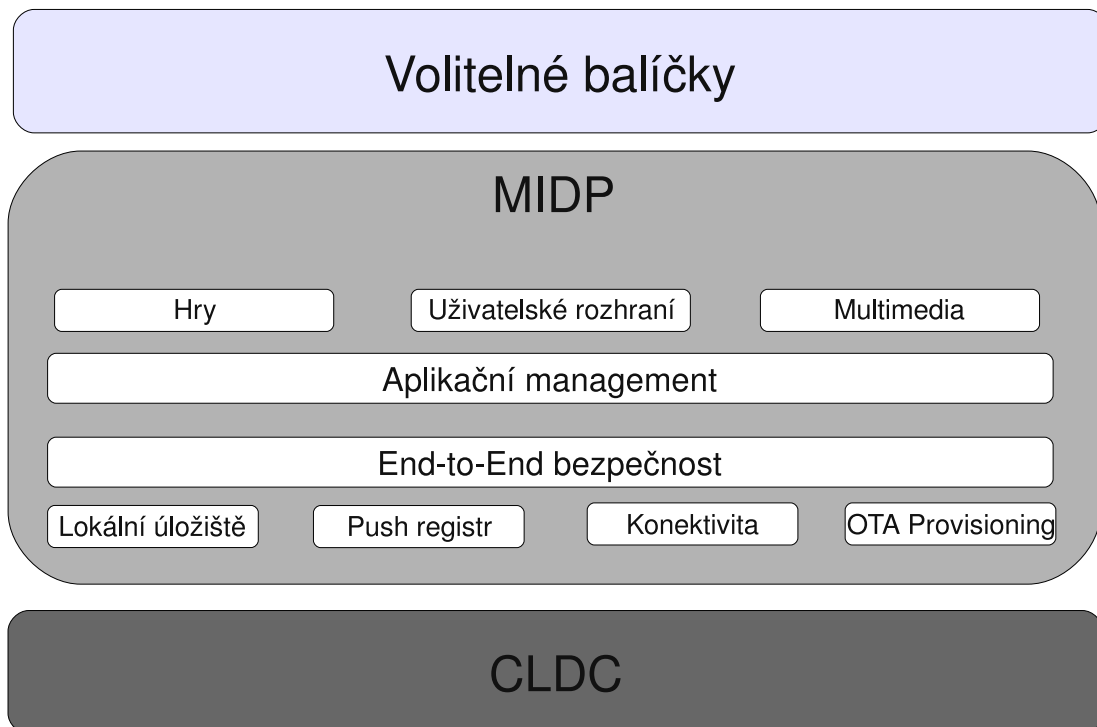 Volitelné balíčky
MIDP
Hry
Uživatelské rozhraní
Multimedia
Aplikační management
End-to-End bezpečnost
Lokální úložiště
Push registr
Konektivita
OTA Provisioning
CLDC